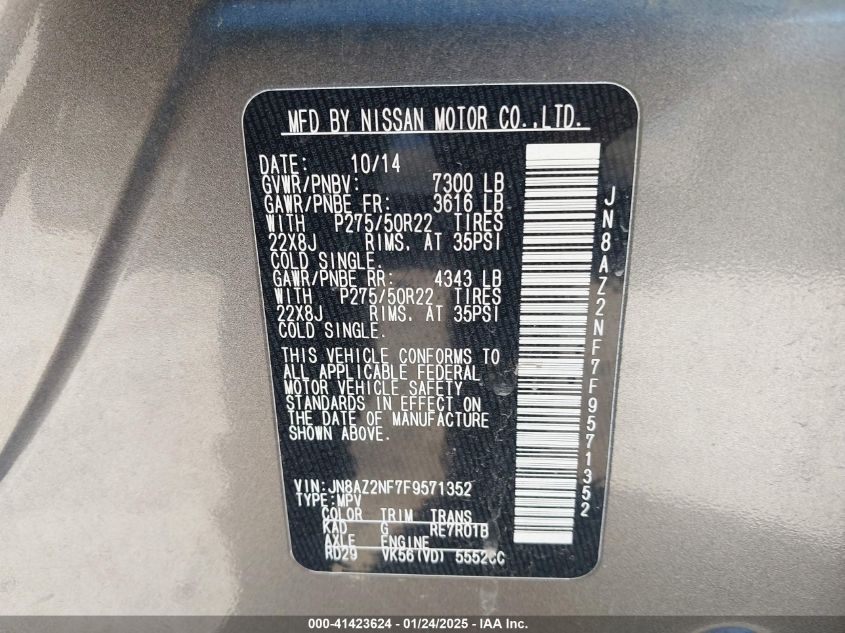 MFD BY NISSAN MOTOR CO.,LTD.
DATE: 10/14
GVWR/PNBV: 7300 LB
GAWR/PNBE FR: 3616 LB
WITH P275/50R22 TIRES
22X8J RIMS, AT 35PSI
COLD SINGLE.
GAWR/PNBE RR: 4343 LB
WITH P275/50R22 TIRES
22X8J RIMS, AT 35PSI
COLD SINGLE.
THIS VEHICLE CONFORMS TO
ALL APPLICABLE FEDERAL
MOTOR VEHICLE SAFETY
STANDARDS IN EFFECT ON
THE DATE OF MANUFACTURE
SHOWN ABOVE.
VIN:JN8AZ2NF7F9571352
TYPE:MPV
COLOR TRIM TRANS
KAD G RE7R01B
AXLE ENGINE
RD29 VK56(VD) 5552CC
JN8AZ2NF7F9571352
000-41423624 - 01/24/2025 - IAA Inc.